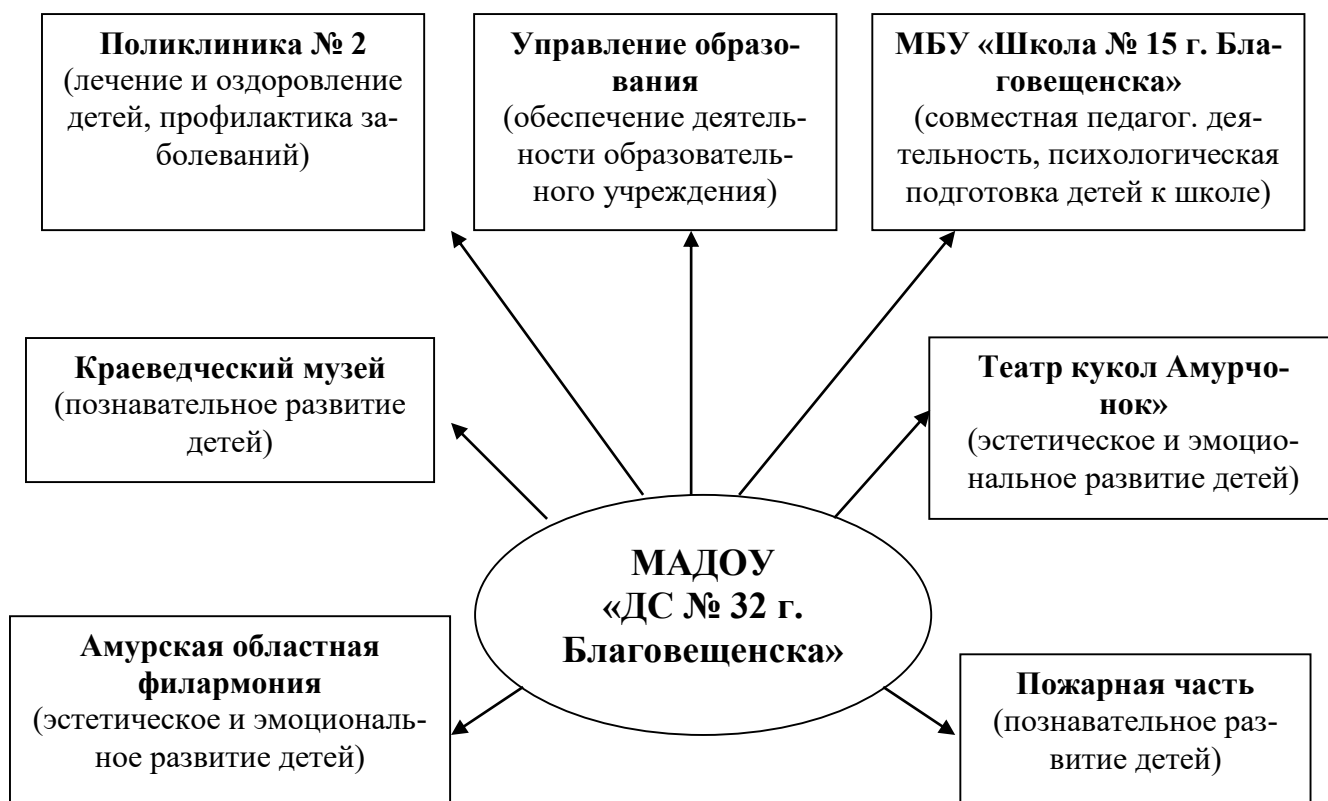 Поликлиника № 2
(лечение и оздоровление
детей, профилактика за-
болеваний)
Управление образо-
вания
(обеспечение деятель-
ности образователь-
ного учреждения)
МБУ «Школа № 15 г. Бла-
говещенска»
(совместная педагог. дея-
тельность, психологическая
подготовка детей к школе)
Краеведческий музей
(познавательное развитие
детей)
Театр кукол Амурчо-
нок»
(эстетическое и эмоцио-
нальное развитие детей)
МАДОУ
«ДС № 32 г.
Благовещенска»
Амурская областная
филармония
(эстетическое и эмоциональ-
ное развитие детей)
Пожарная часть
(познавательное раз-
витие детей)